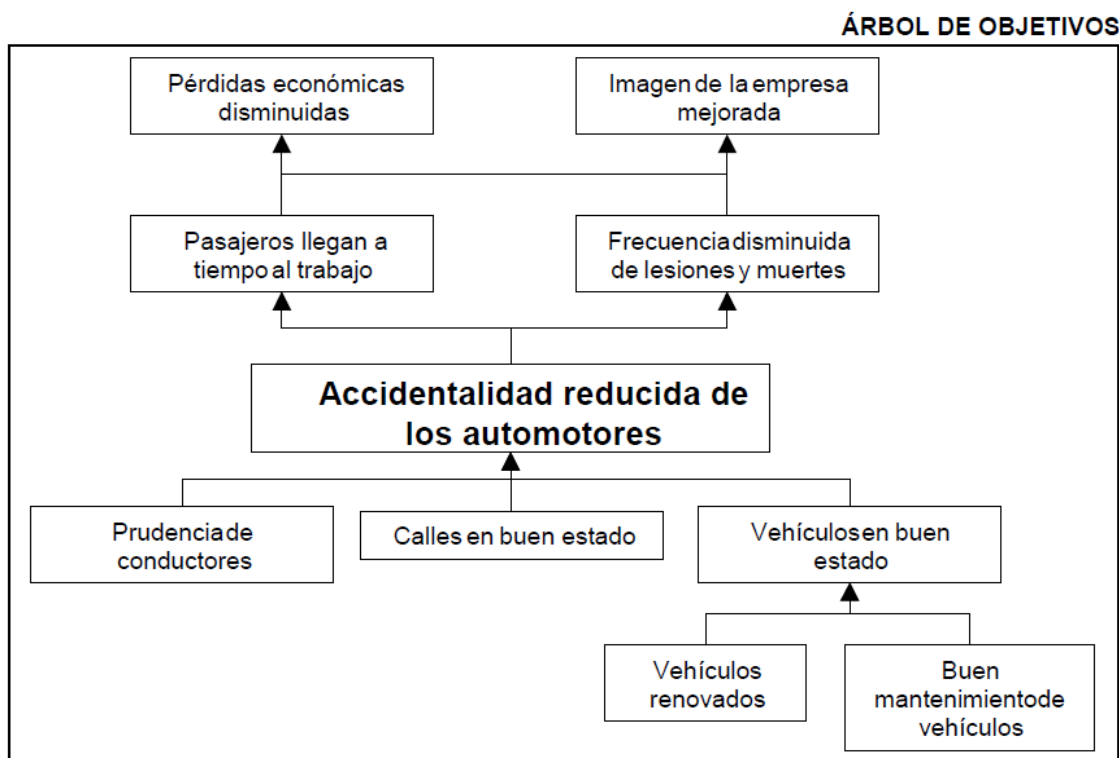 ÁRBOL DE OBJETIVOS
Pérdidas económicas
disminuidas
Imagen de la empresa
mejorada
Pasajeros llegan a
tiempo al trabajo
Frecuencia disminuida
de lesiones y muertes
Accidentalidad reducida de
los automotores
Prudencia de
conductores
Calles en buen estado
Vehículos en buen
estado
Vehículos
renovados
Buen
mantenimiento de
vehículos